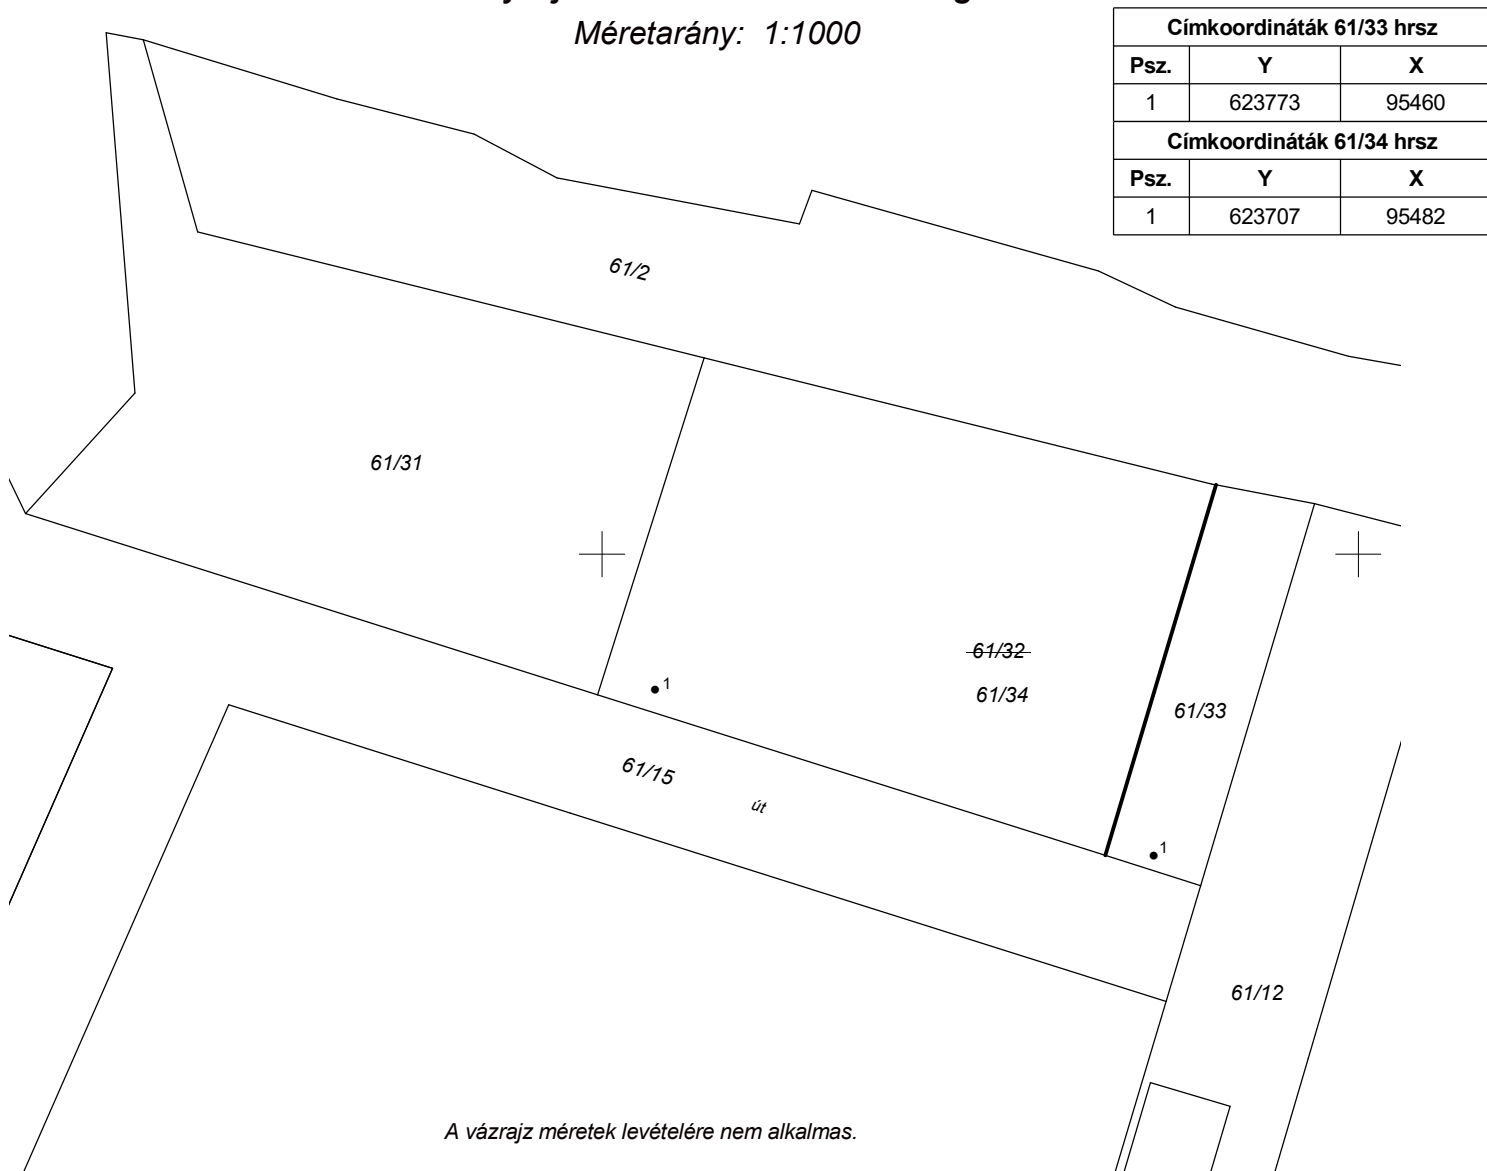 Méretarány: 1:1000
Címkoordináták 61/33 hrsz
Psz. Y X
1 623773 95460
Címkoordináták 61/34 hrsz
Psz. Y X
1 623707 95482
61/2
61/31
61/32
1
61/34
61/33
61/15
út
1
61/12
A vázrajz méretek levételére nem alkalmas.